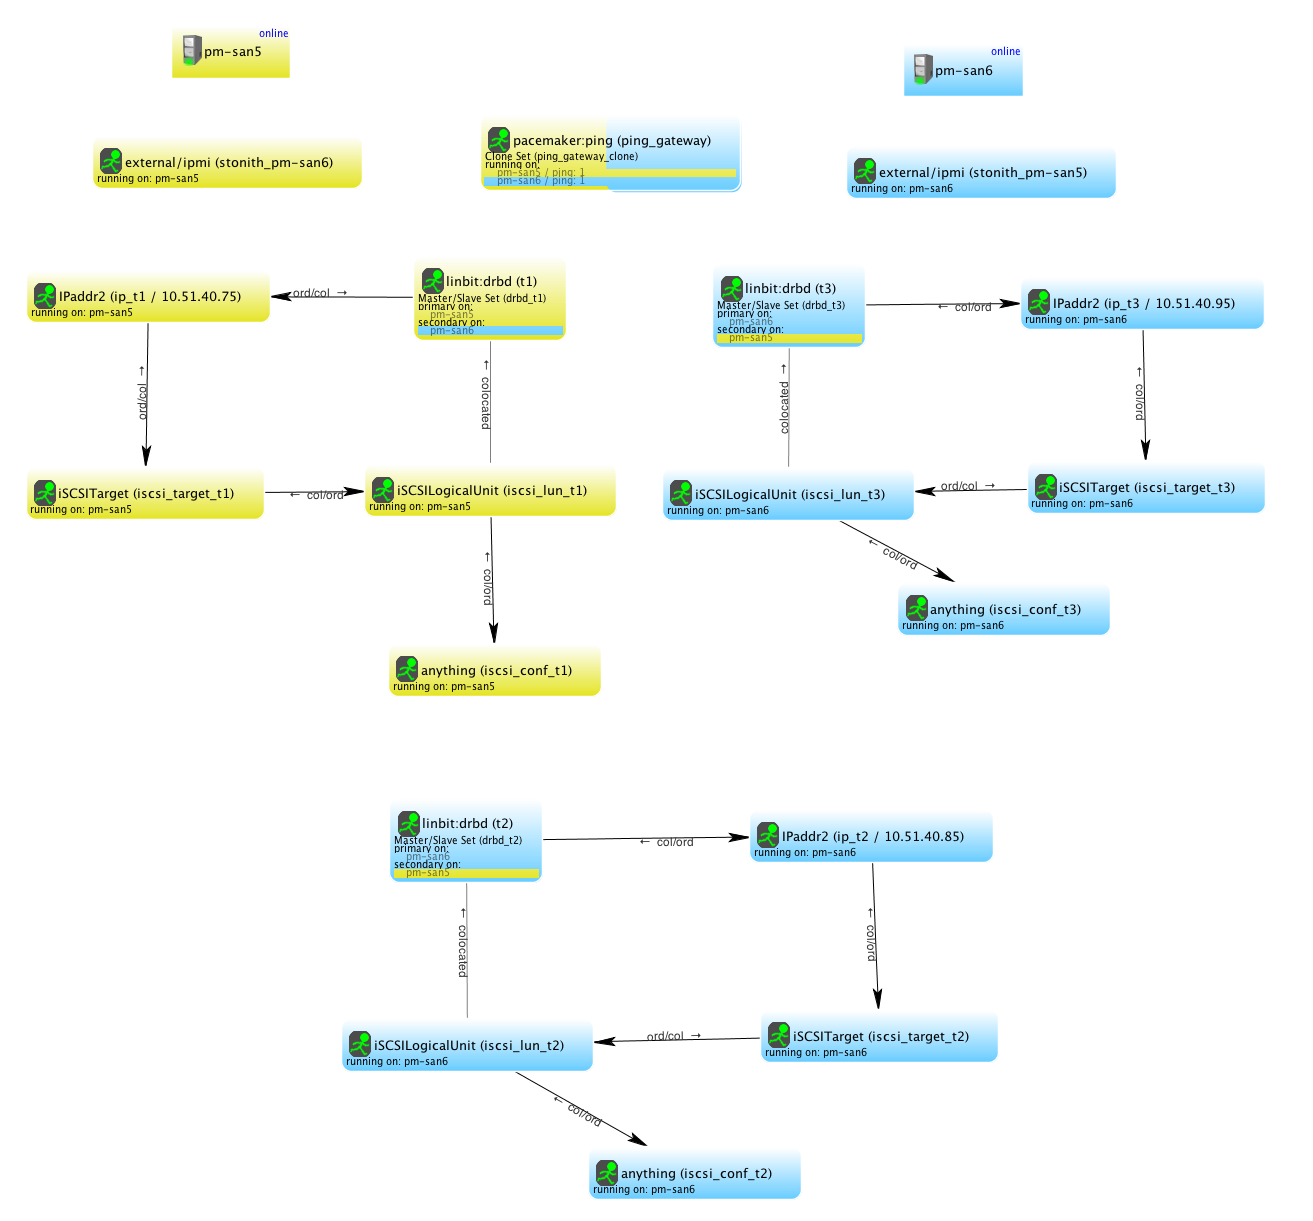 online
pm-san5
online
pm-san6
external/ipmi (stonith_pm-san6)
running on: pm-san5
pacemaker:ping (ping_gateway)
Clone Set (ping_gateway_clone)
running on:
pm-san5 / ping: 1
pm-san6 / ping: 1
external/ipmi (stonith_pm-san5)
running on: pm-san6
IPaddr2 (ip_t1 / 10.51.40.75)
running on: pm-san5
ord/col →
linbit:drbd (t1)
Master/Slave Set (drbd_t1)
primary on:
pm-san5
secondary on:
pm-san6
linbit:drbd (t3)
Master/Slave Set (drbd_t3)
primary on:
pm-san6
secondary on:
pm-san5
← col/ord
IPaddr2 (ip_t3 / 10.51.40.95)
running on: pm-san6
ord/col →
← colocated
colocated →
← col/ord
iSCSITarget (iscsi_target_t1)
running on: pm-san5
← col/ord
iSCSILogicalUnit (iscsi_lun_t1)
running on: pm-san5
iSCSILogicalUnit (iscsi_lun_t3)
running on: pm-san6
ord/col →
iSCSITarget (iscsi_target_t3)
running on: pm-san6
← col/ord
← col/ord
anything (iscsi_conf_t3)
running on: pm-san6
anything (iscsi_conf_t1)
running on: pm-san5
linbit:drbd (t2)
Master/Slave Set (drbd_t2)
primary on:
pm-san6
secondary on:
pm-san5
← col/ord
IPaddr2 (ip_t2 / 10.51.40.85)
running on: pm-san6
← colocated
← col/ord
iSCSILogicalUnit (iscsi_lun_t2)
running on: pm-san6
ord/col →
iSCSITarget (iscsi_target_t2)
running on: pm-san6
← col/ord
anything (iscsi_conf_t2)
running on: pm-san6